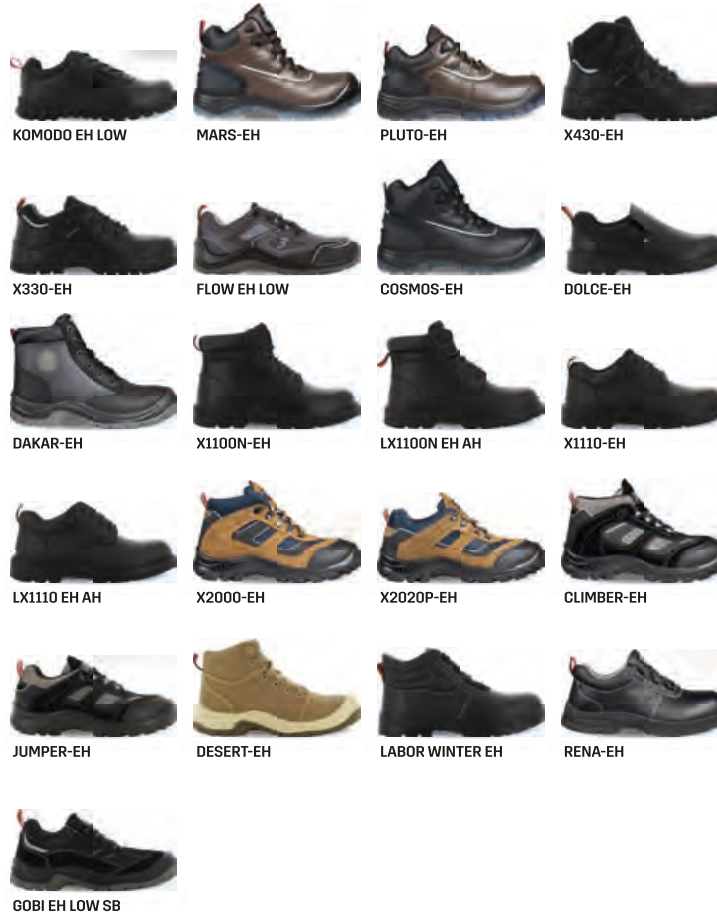 KOMODO EH LOW
MARS-EH
PLUTO-EH
X430-EH
X330-EH
FLOW EH LOW
COSMOS-EH
DOLCE-EH
DAKAR-EH
X1100N-EH
LX1100N EH AH
X1110-EH
LX1110 EH AH
X2000-EH
X2020P-EH
CLIMBER-EH
JUMPER-EH
DESERT-EH
LABOR WINTER EH
RENA-EH
GOBI EH LOW SB